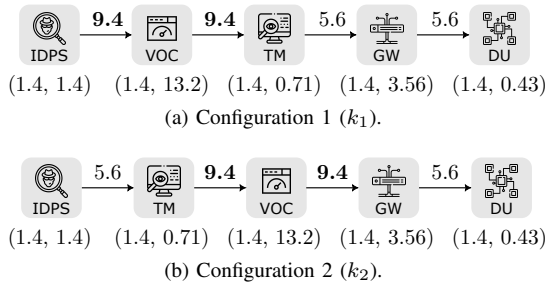 9.4 9.4 5.6 5.6
IDPS VOC TM GW DU
(1.4, 1.4) (1.4, 13.2) (1.4, 0.71) (1.4, 3.56) (1.4, 0.43)
(a) Configuration 1 (k₁).
5.6 9.4 9.4 5.6
IDPS TM VOC GW DU
(1.4, 1.4) (1.4, 0.71) (1.4, 13.2) (1.4, 3.56) (1.4, 0.43)
(b) Configuration 2 (k₂).